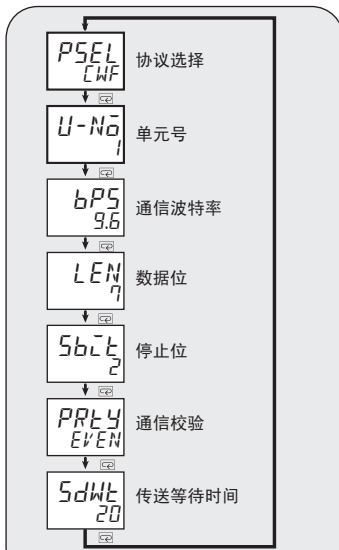 PSEL
CWF
协议选择
U-No
1
单元号
bPS
9.6
通信波特率
LEN
7
数据位
Sbit
2
停止位
PRtY
EVEN
通信校验
SdWt
20
传送等待时间